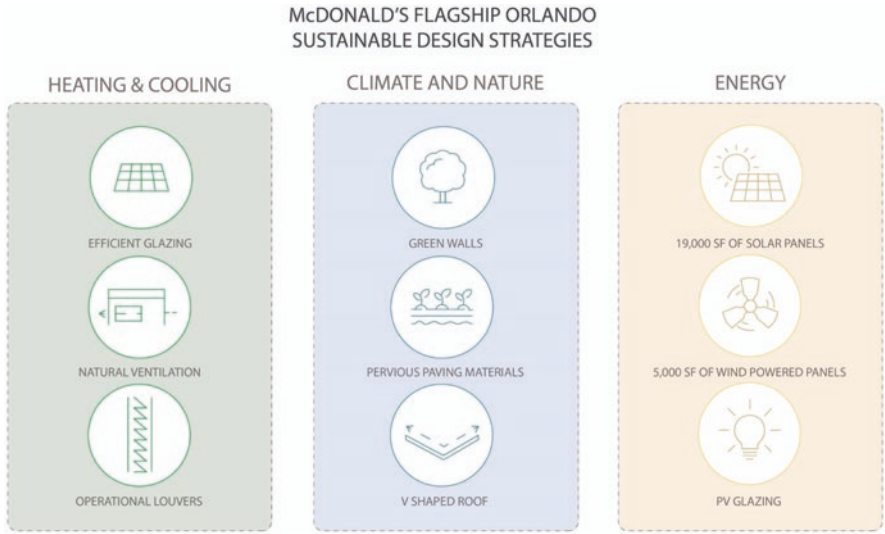 McDONALD'S FLAGSHIP ORLANDO
SUSTAINABLE DESIGN STRATEGIES
HEATING & COOLING
EFFICIENT GLAZING
NATURAL VENTILATION
OPERATIONAL LOUVERS
CLIMATE AND NATURE
GREEN WALLS
PERVIOUS PAVING MATERIALS
V SHAPED ROOF
ENERGY
19,000 SF OF SOLAR PANELS
5,000 SF OF WIND POWERED PANELS
PV GLAZING